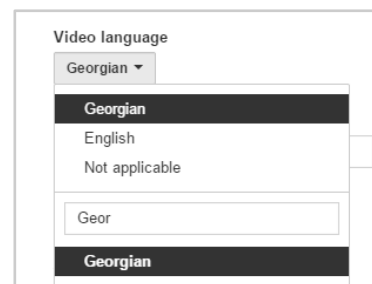 Video language
Georgian
Georgian
English
Not applicable
Geor
Georgian